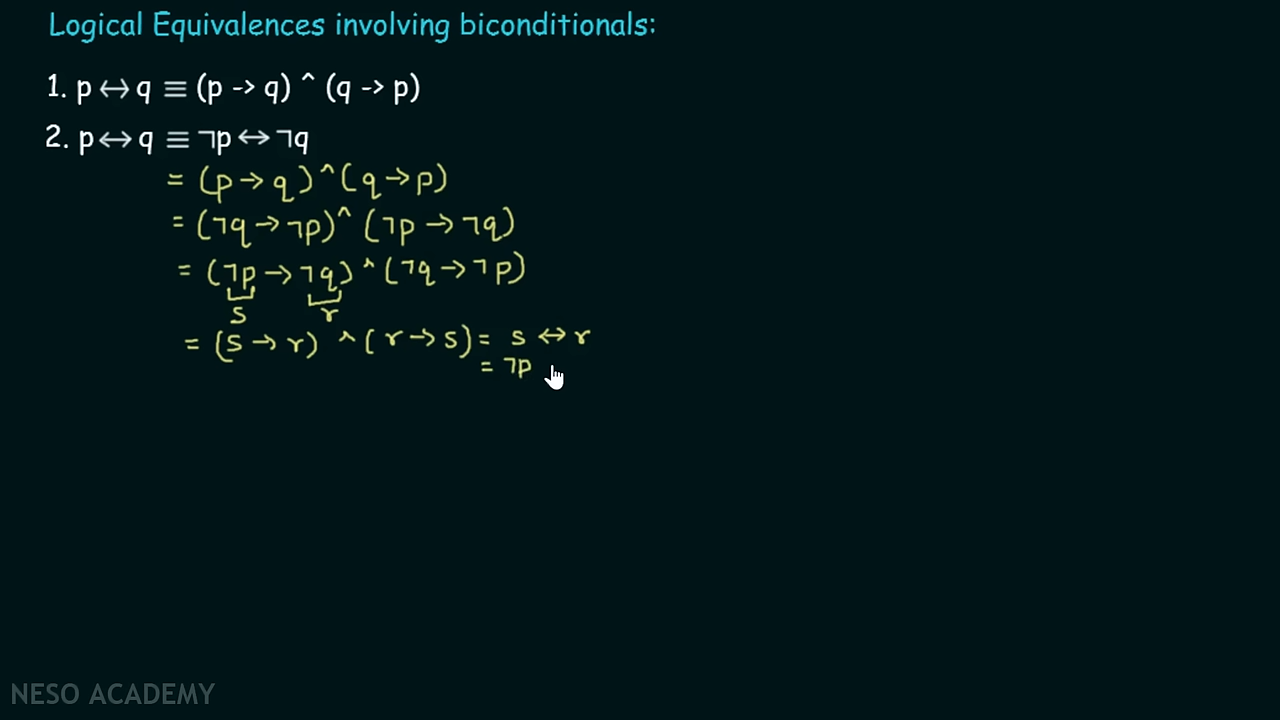 Logical Equivalences involving biconditionals:
1. p ↔ q ≡ (p -> q) ^ (q -> p)
2. p ↔ q ≡ ¬p ↔ ¬q
= (p → q) ^ (q → p)
= (¬q → ¬p) ^ (¬p → ¬q)
= (¬p → ¬q) ^ (¬q → ¬p)
s r
= (s → r) ^ (r → s) = s ↔ r
= ¬p
NESO ACADEMY